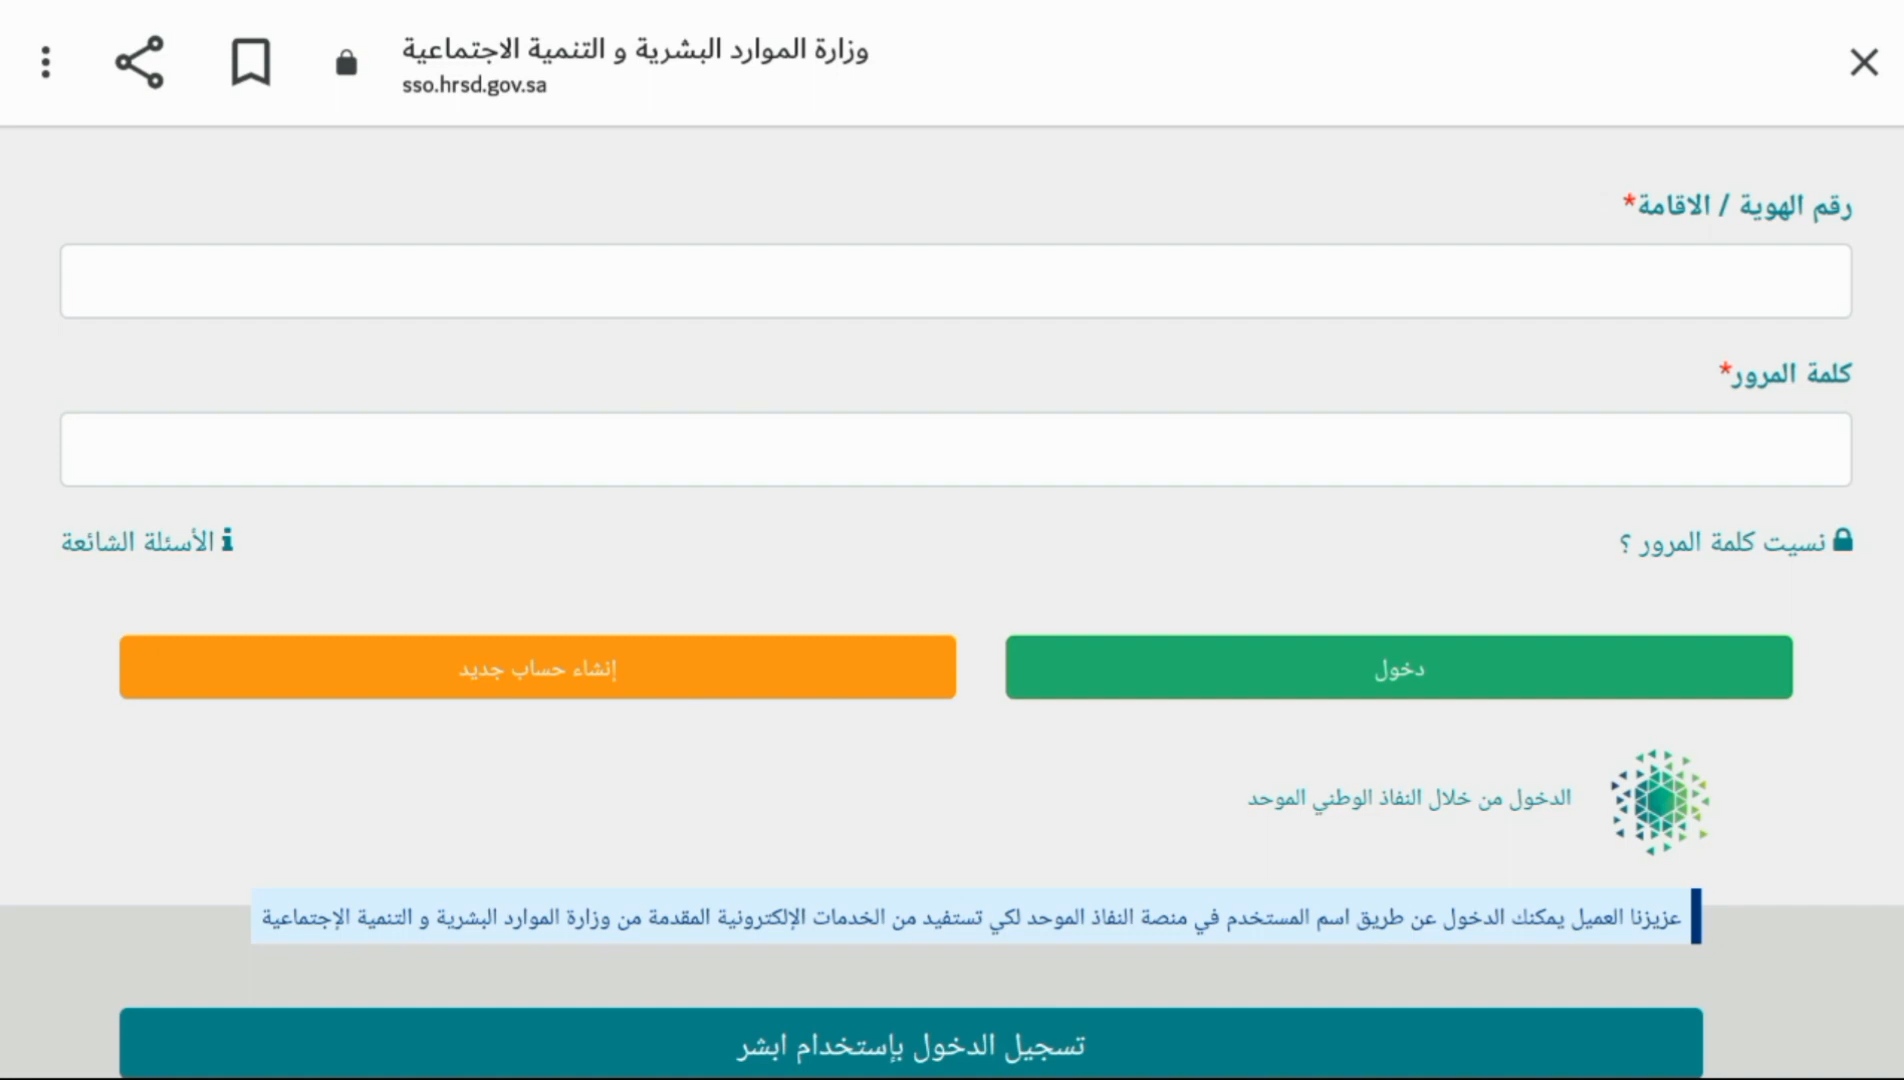 وزارة الموارد البشرية و التنمية الاجتماعية
sso.hrsd.gov.sa
رقم الهوية / الاقامة*
كلمة المرور*
نسيت كلمة المرور ؟
الأسئلة الشائعة
دخول
إنشاء حساب جديد
الدخول من خلال النفاذ الوطني الموحد
عزيزنا العميل يمكنك الدخول عن طريق اسم المستخدم في منصة النفاذ الموحد لكي تستفيد من الخدمات الإلكترونية المقدمة من وزارة الموارد البشرية و التنمية الإجتماعية
تسجيل الدخول بإستخدام ابشر